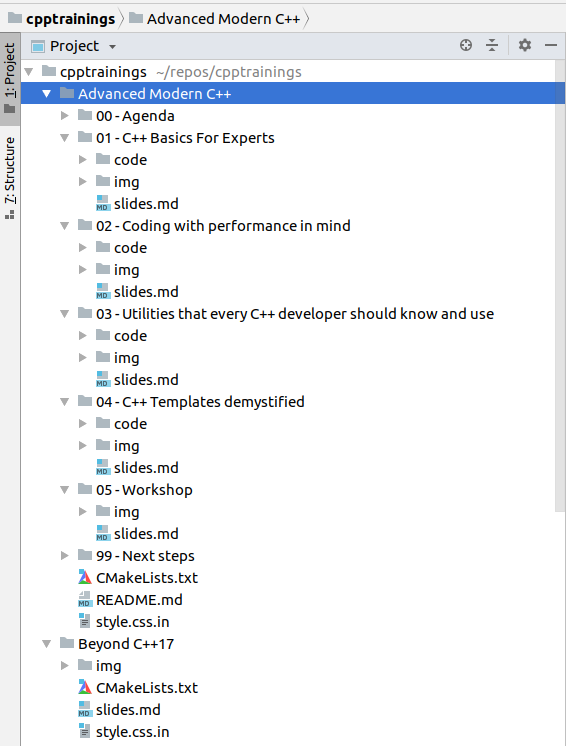 cpptrainings Advanced Modern C++
Project
1: Project
7: Structure
cpptrainings ~/repos/cpptrainings
Advanced Modern C++
00 - Agenda
01 - C++ Basics For Experts
code
img
MD slides.md
02 - Coding with performance in mind
code
img
MD slides.md
03 - Utilities that every C++ developer should know and use
code
img
MD slides.md
04 - C++ Templates demystified
code
img
MD slides.md
05 - Workshop
img
MD slides.md
99 - Next steps
CMakeLists.txt
MD README.md
style.css.in
Beyond C++17
img
CMakeLists.txt
MD slides.md
style.css.in